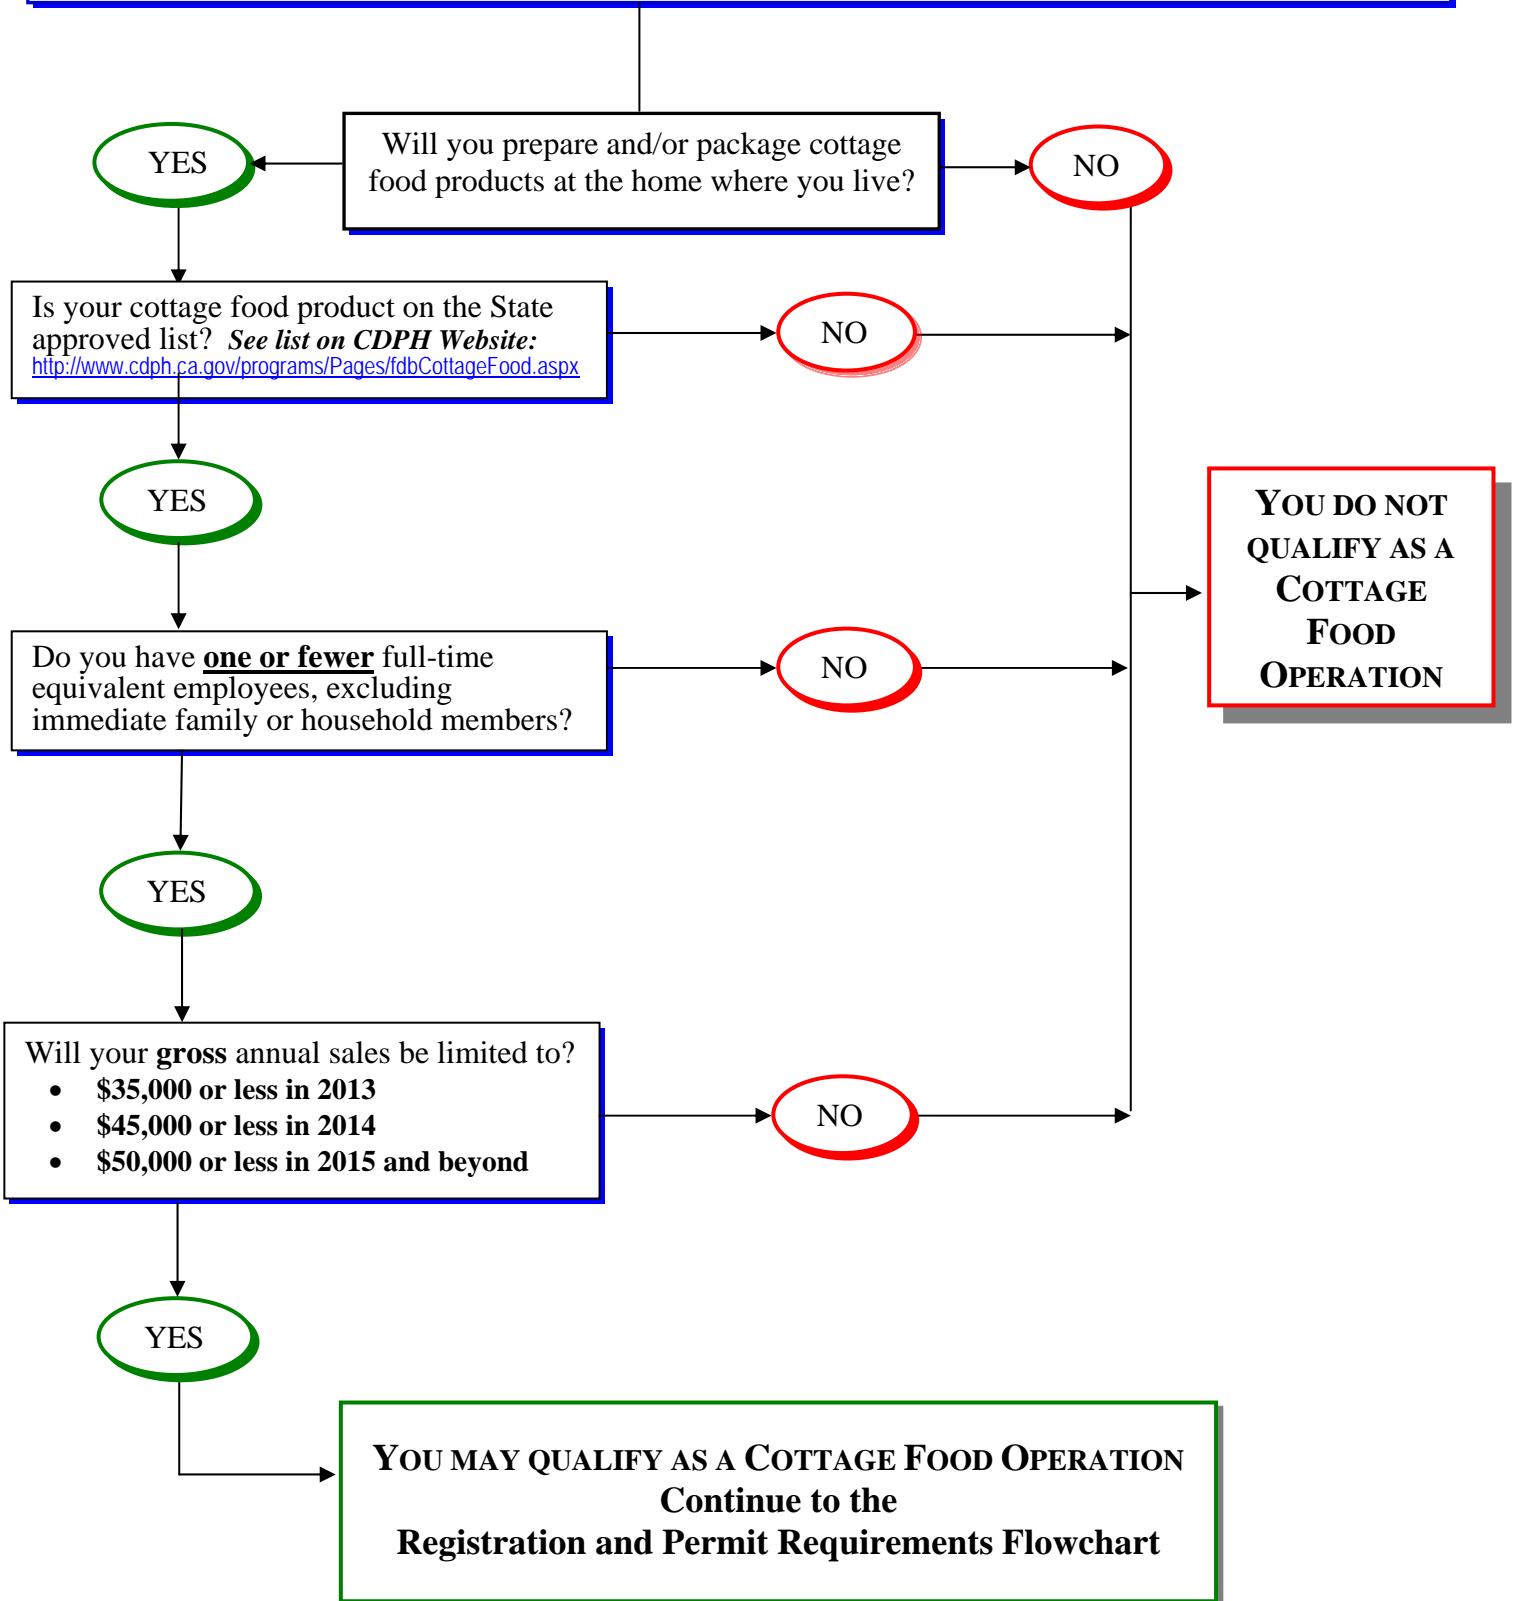 Will you prepare and/or package cottage
food products at the home where you live?
YES
NO
Is your cottage food product on the State
approved list? See list on CDPH Website:
http://www.cdph.ca.gov/programs/Pages/fdbCottageFood.aspx
NO
YES
YOU DO NOT
QUALIFY AS A
COTTAGE
FOOD
OPERATION
Do you have one or fewer full-time
equivalent employees, excluding
immediate family or household members?
NO
YES
Will your gross annual sales be limited to?
• $35,000 or less in 2013
• $45,000 or less in 2014
• $50,000 or less in 2015 and beyond
NO
YES
YOU MAY QUALIFY AS A COTTAGE FOOD OPERATION
Continue to the
Registration and Permit Requirements Flowchart